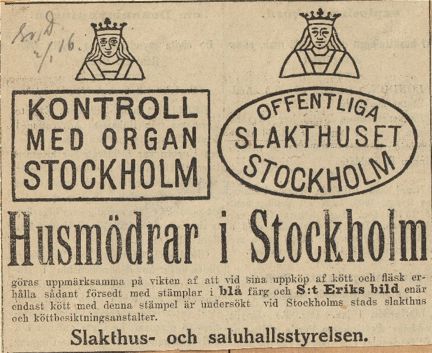 2/1 16.
KONTROLL
MED ORGAN
STOCKHOLM
OFFENTLIGA
SLAKTHUSET
STOCKHOLM
Husmödrar i Stockholm
göras uppmärksamma på vikten af att vid sina uppköp af kött och fläsk er-
hålla sådant försedt med stämplar i blå färg och S:t Eriks bild enär
endast kött med denna stämpel är undersökt vid Stockholms stads slakthus
och köttbesiktningsanstalter.
Slakthus- och saluhallsstyrelsen.